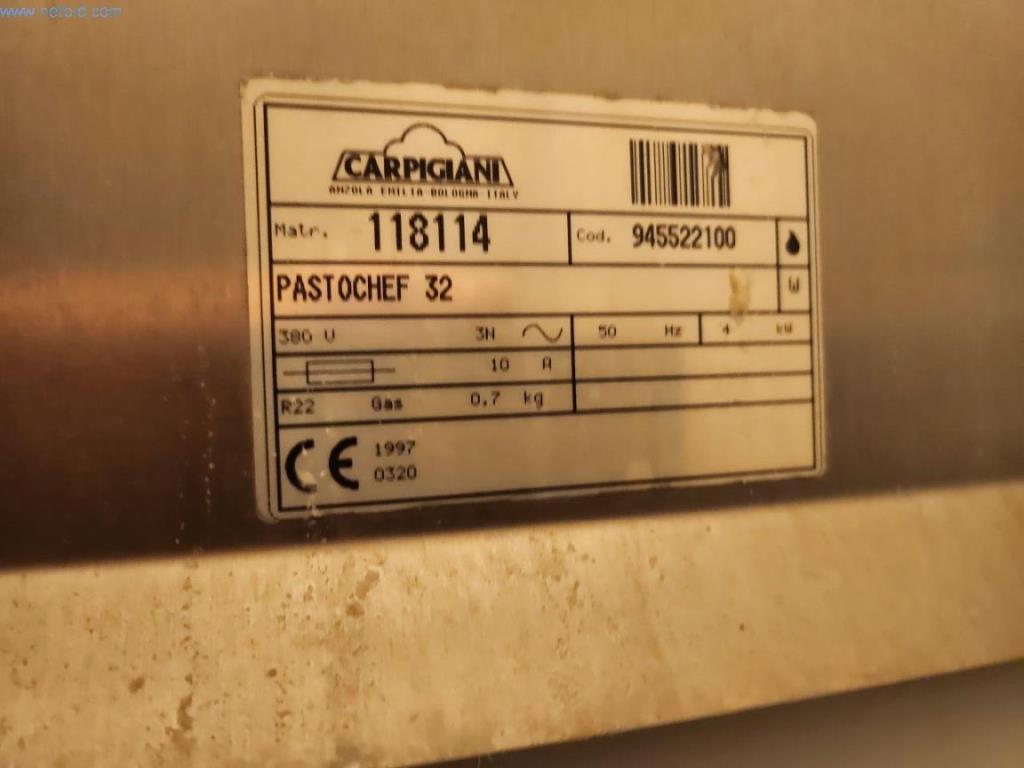 www.netbid.com
CARPIGIANI
ANZOLA EMILIA-BOLOGNA-ITALY
Matr. 118114 Cod. 945522100
PASTOCHEF 32 W
380 V 3N 50 Hz 4 kW
10 A
R22 Gas 0.7 kg
CE 1997
0320